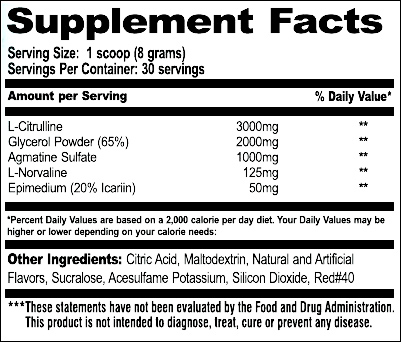 Supplement Facts
Serving Size: 1 scoop (8 grams)
Servings Per Container: 30 servings
Amount per Serving % Daily Value*
L-Citrulline 3000mg **
Glycerol Powder (65%) 2000mg **
Agmatine Sulfate 1000mg **
L-Norvaline 125mg **
Epimedium (20% Icariin) 50mg **
*Percent Daily Values are based on a 2,000 calorie per day diet. Your Daily Values may be
higher or lower depending on your calorie needs:
Other Ingredients: Citric Acid, Maltodextrin, Natural and Artificial
Flavors, Sucralose, Acesulfame Potassium, Silicon Dioxide, Red#40
***These statements have not been evaluated by the Food and Drug Administration.
This product is not intended to diagnose, treat, cure or prevent any disease.